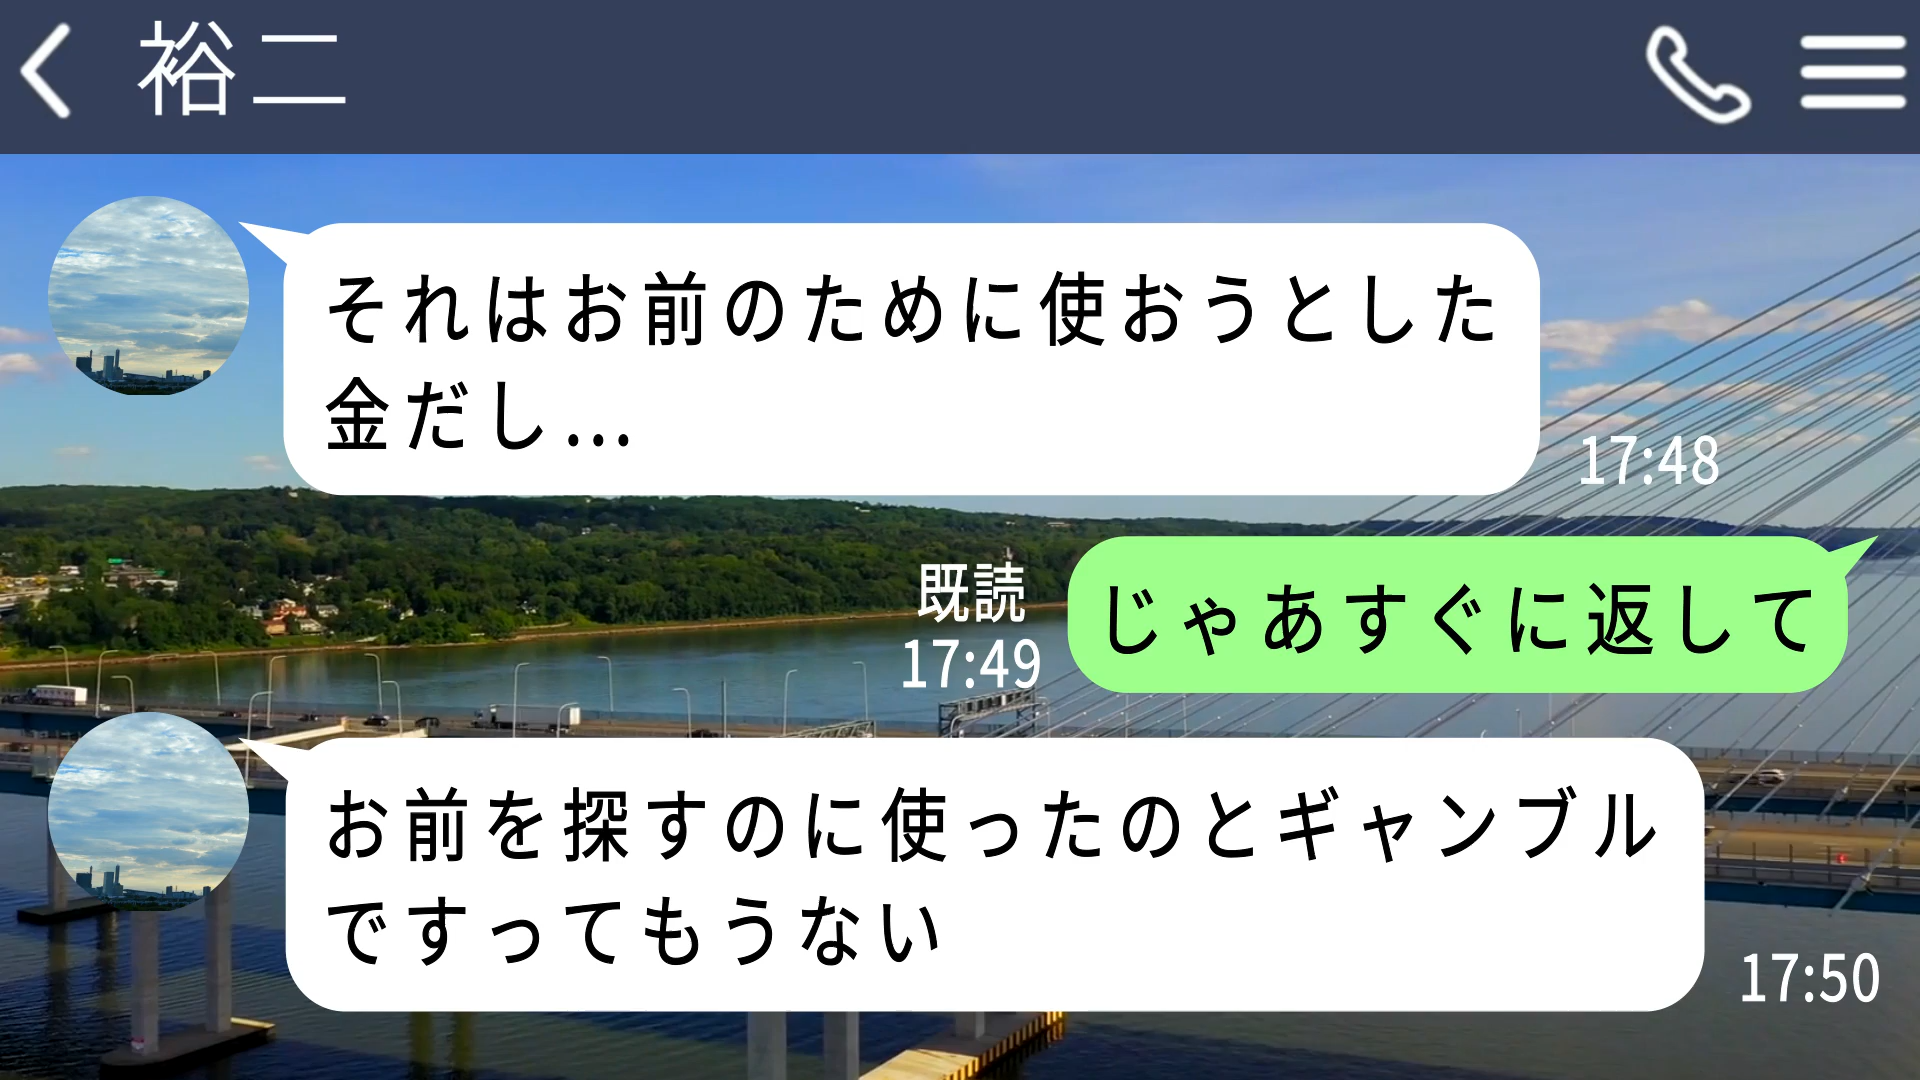 裕二
それはお前のために使おうとした
金だし…
17:48
じゃあすぐに返して
既読
17:49
お前を探すのに使ったのとギャンブル
ですってもうない
17:50